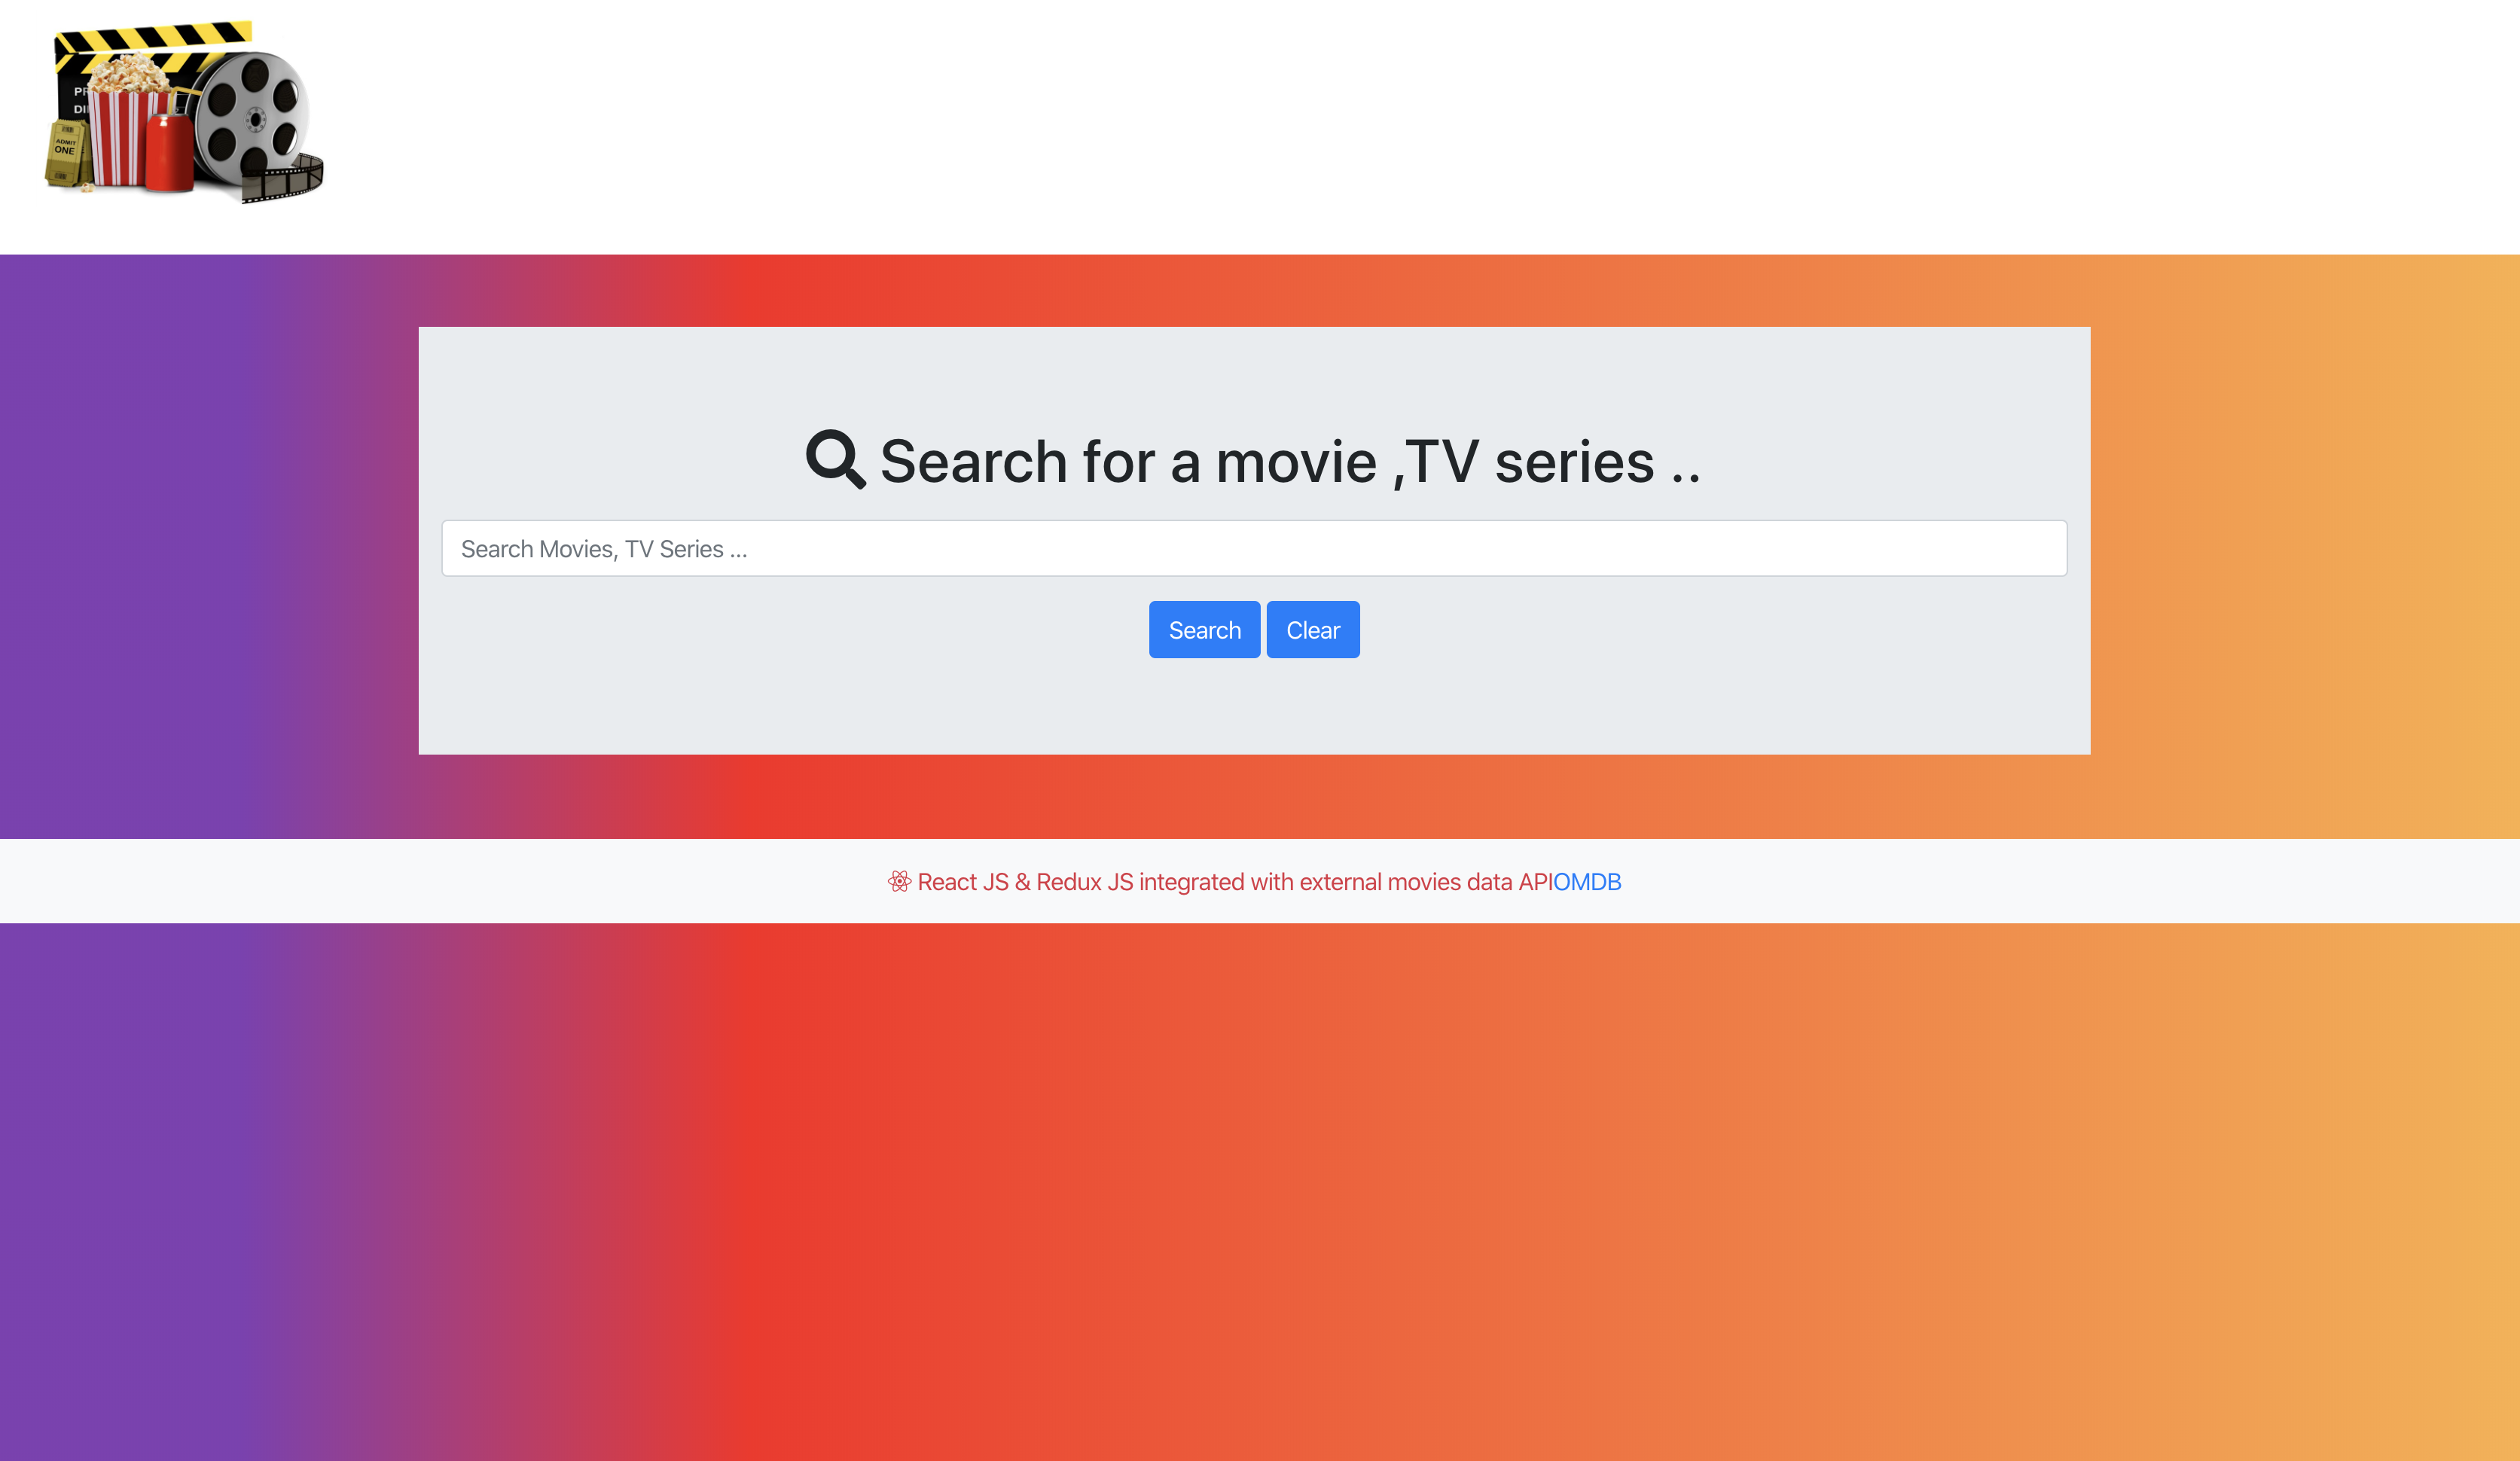 PR
DI
ADMIT
ONE
Search for a movie ,TV series ..
Search Movies, TV Series ...
Search Clear
React JS & Redux JS integrated with external movies data APIOMDB